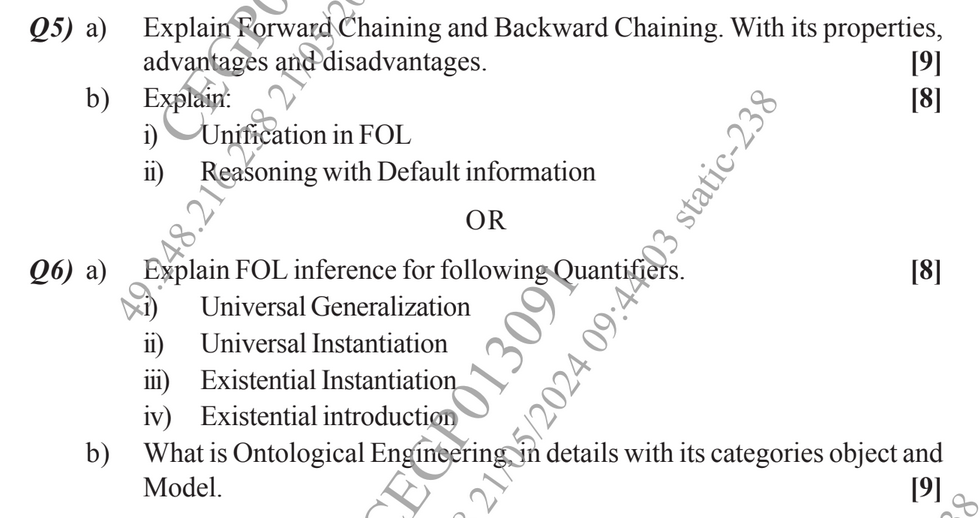 Q5) a) Explain Forward Chaining and Backward Chaining. With its properties,
advantages and disadvantages. [9]
b) Explain: [8]
i) Unification in FOL
ii) Reasoning with Default information
OR
Q6) a) Explain FOL inference for following Quantifiers. [8]
i) Universal Generalization
ii) Universal Instantiation
iii) Existential Instantiation
iv) Existential introduction
b) What is Ontological Engineering, in details with its categories object and
Model. [9]
CEGP013091
49.248.216.238 21/05/2024 09:44:03 static-238